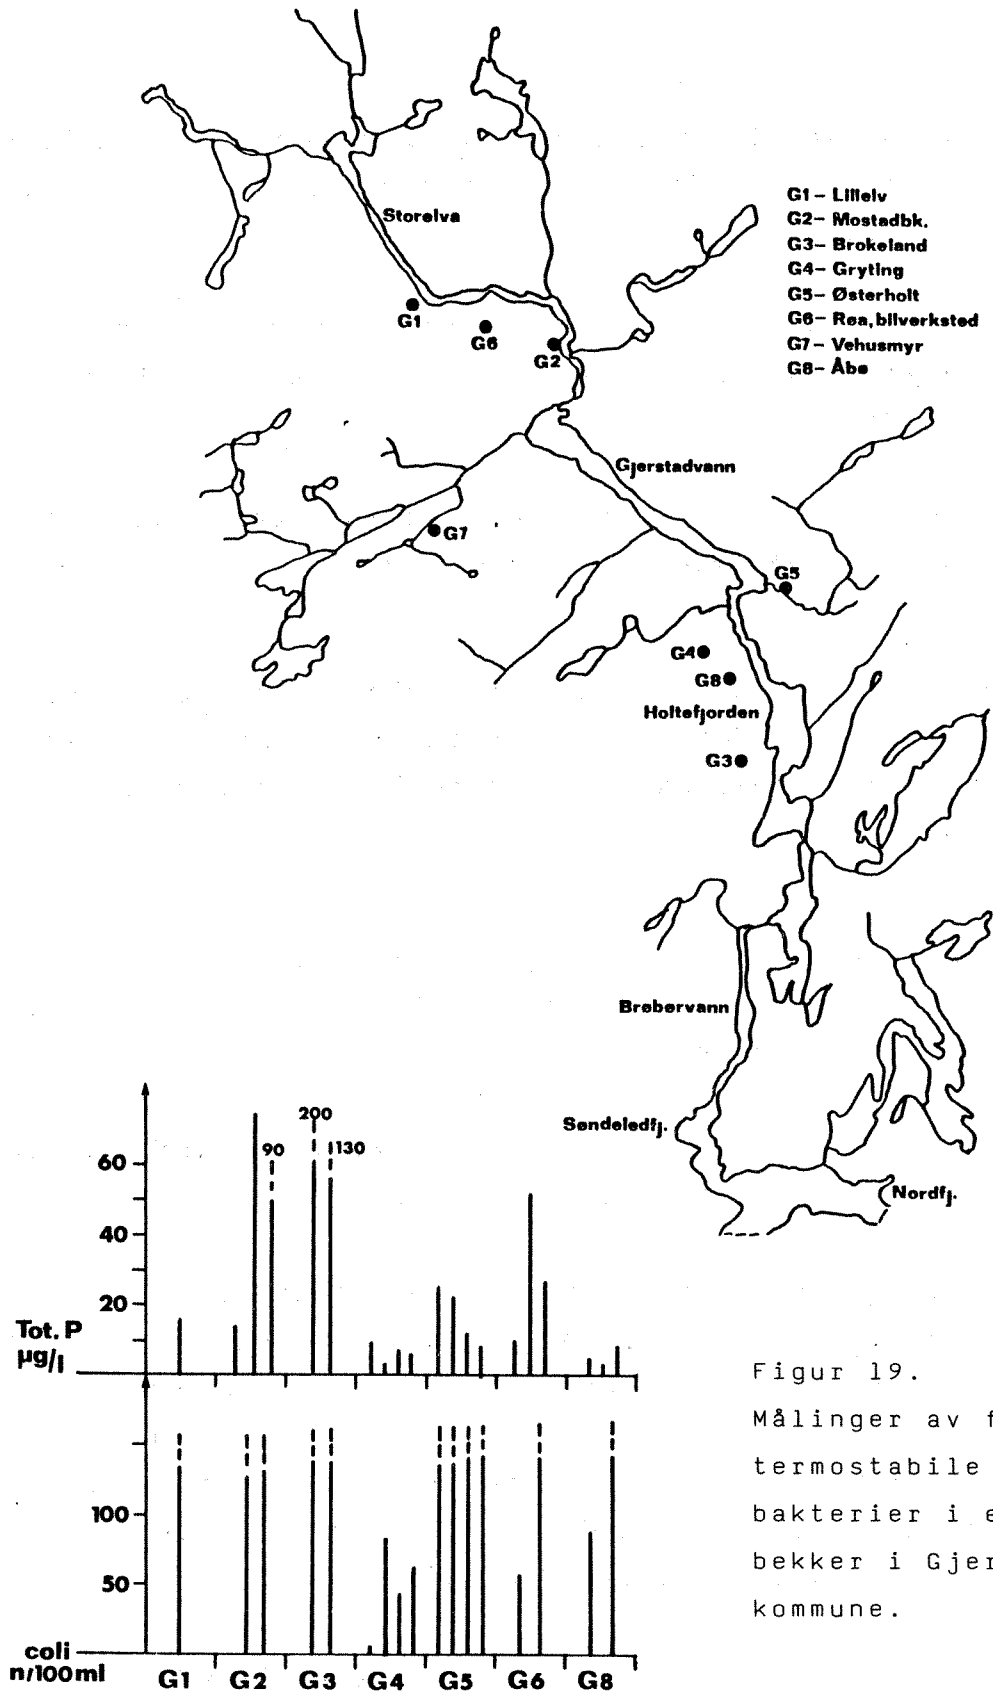 Storelva
G1 – Lillelv
G2 – Mostadbk.
G3 – Brokeland
G4 – Gryting
G5 – Østerholt
G6 – Røa, bilverksted
G7 – Vehusmyr
G8 – Åbø
G1
G6
G2
Gjerstadvann
G7
G5
G4
G8
Holtefjorden
G3
Brøbørvann
Søndeledfj.
Nordfj.
200
90
130
60
40
20
Tot. P
µg/l
100
50
coli
n/100ml
G1 G2 G3 G4 G5 G6 G8
Figur 19.
Målinger av f
termostabile
bakterier i e
bekker i Gjer
kommune.